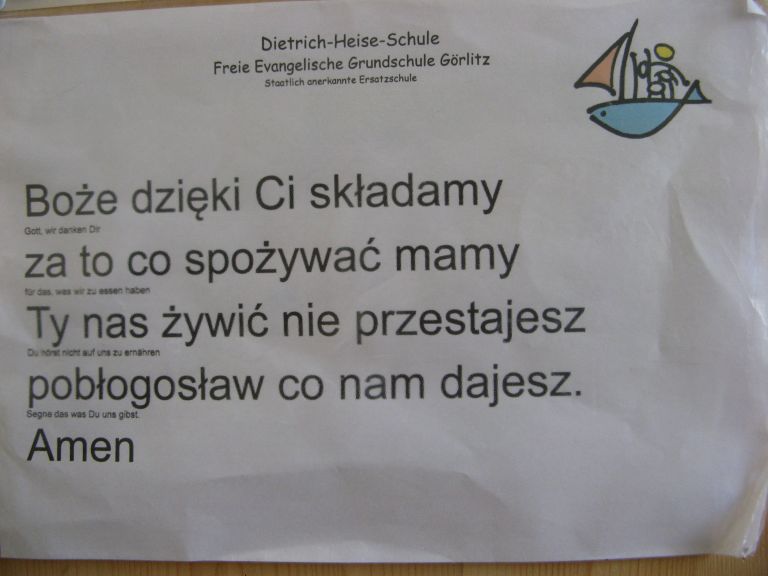 Dietrich-Heise-Schule
Freie Evangelische Grundschule Görlitz
Staatlich anerkannte Ersatzschule
Boże dzięki Ci składamy
Gott, wir danken Dir
za to co spożywać mamy
für das, was wir zu essen haben
Ty nas żywić nie przestajesz
Du hörst nicht auf uns zu ernähren
pobłogosław co nam dajesz.
Segne das was Du uns gibst.
Amen